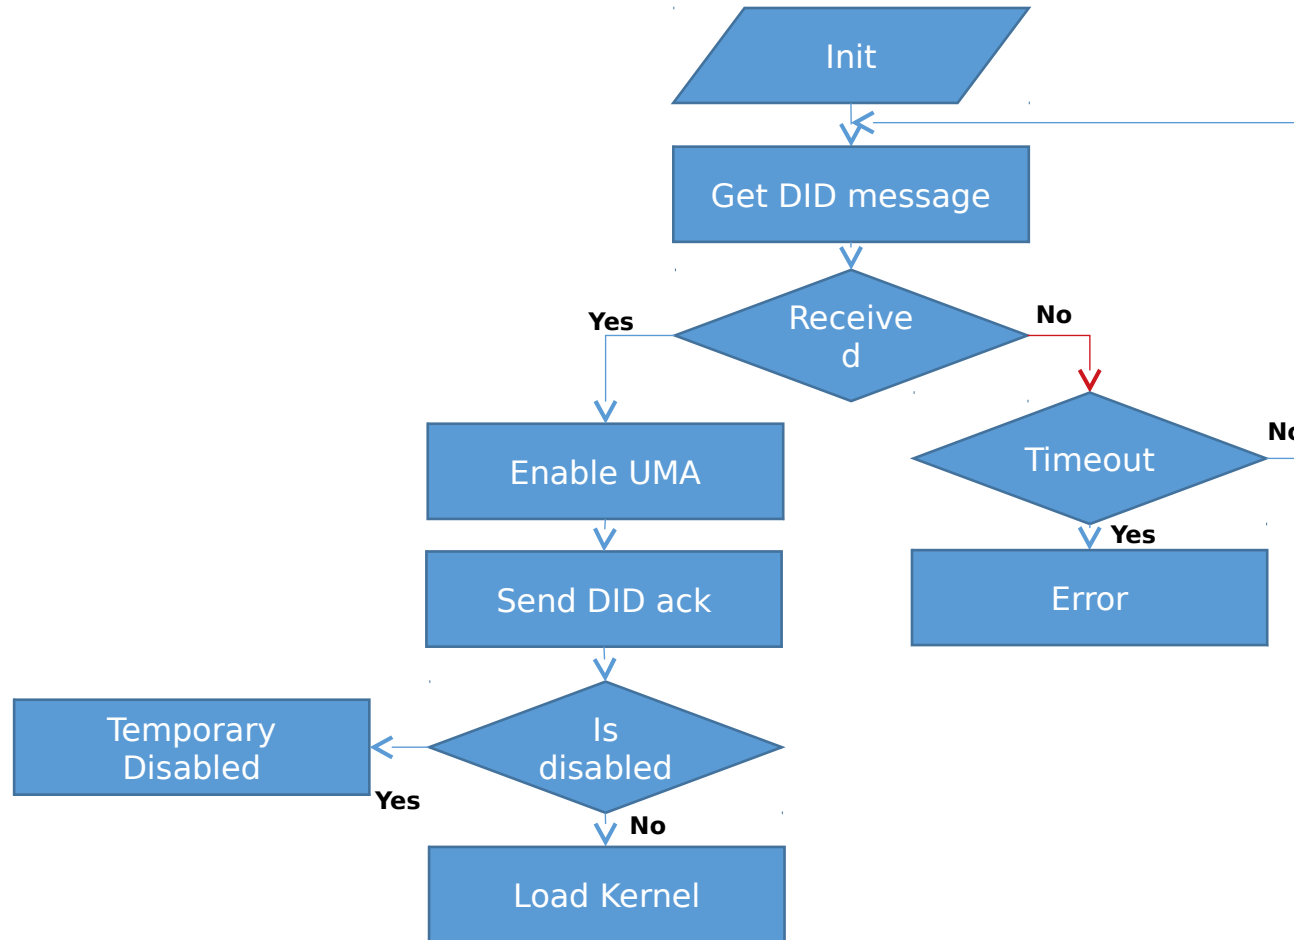 Init
Get DID message
Receive
d
Yes
No
Timeout
No
Enable UMA
Yes
Send DID ack
Error
Is
disabled
Temporary
Disabled
Yes
No
Load Kernel